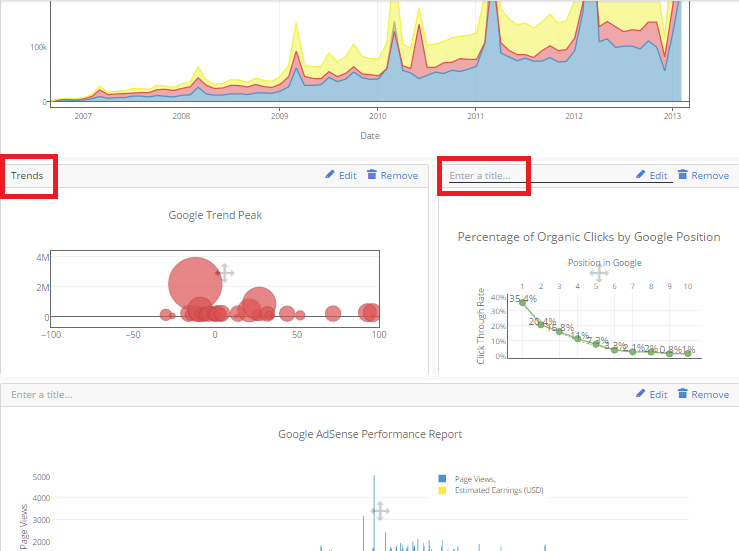 100k
0
2007 2008 2009 2010 2011 2012 2013
Date
Trends Edit Remove
Google Trend Peak
4M
2M
0
−100 −50 0 50 100
Enter a title... Edit Remove
Percentage of Organic Clicks by Google Position
Position in Google
1 2 3 4 5 6 7 8 9 10
Click Through Rate
40%
30%
20%
10%
0%
35.4%
20.4%
15.8%
11%
7.3%
3.3%
2.1%
2%
0.8%
1%
Enter a title... Edit Remove
Google AdSense Performance Report
Page Views
5000
4000
3000
2000
Page Views,
Estimated Earnings (USD)